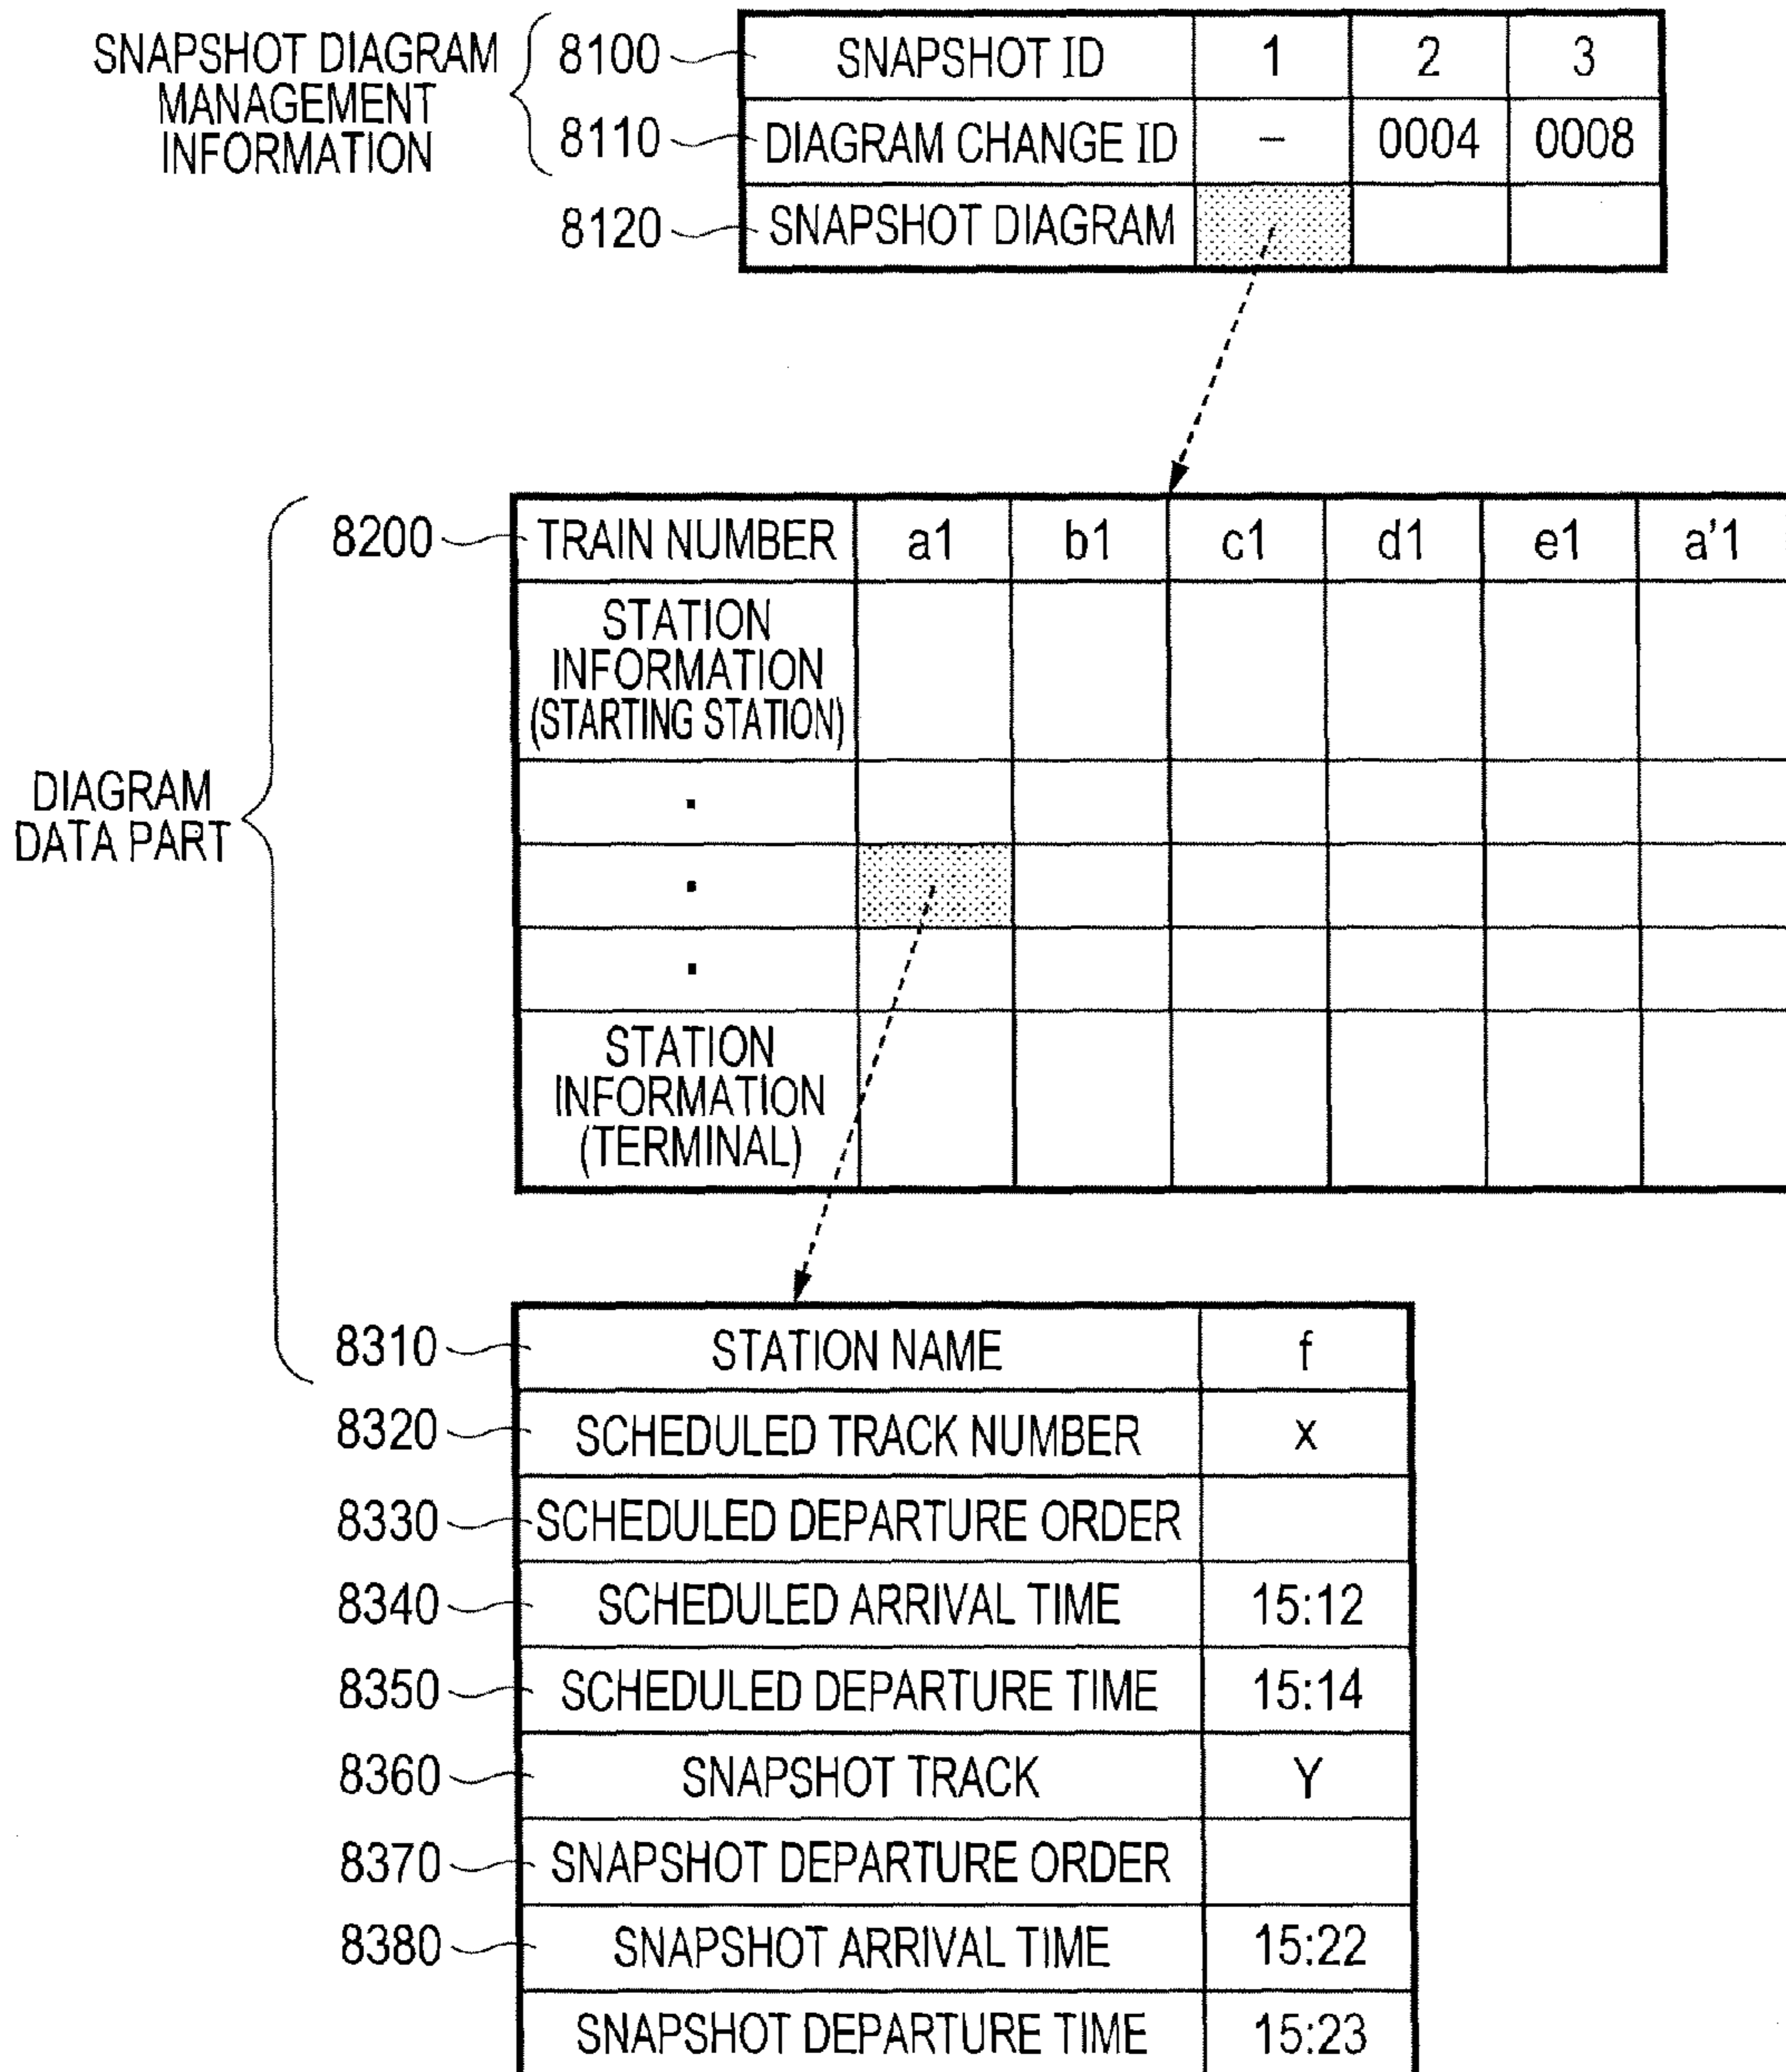 SNAPSHOT DIAGRAM
MANAGEMENT
INFORMATION
8100 SNAPSHOT ID 1 2 3
8110 DIAGRAM CHANGE ID – 0004 0008
8120 SNAPSHOT DIAGRAM
DIAGRAM
DATA PART
8200 TRAIN NUMBER a1 b1 c1 d1 e1 a'1
STATION
INFORMATION
(STARTING STATION)
.
.
.
STATION
INFORMATION
(TERMINAL)
8310 STATION NAME f
8320 SCHEDULED TRACK NUMBER x
8330 SCHEDULED DEPARTURE ORDER
8340 SCHEDULED ARRIVAL TIME 15:12
8350 SCHEDULED DEPARTURE TIME 15:14
8360 SNAPSHOT TRACK Y
8370 SNAPSHOT DEPARTURE ORDER
8380 SNAPSHOT ARRIVAL TIME 15:22
SNAPSHOT DEPARTURE TIME 15:23